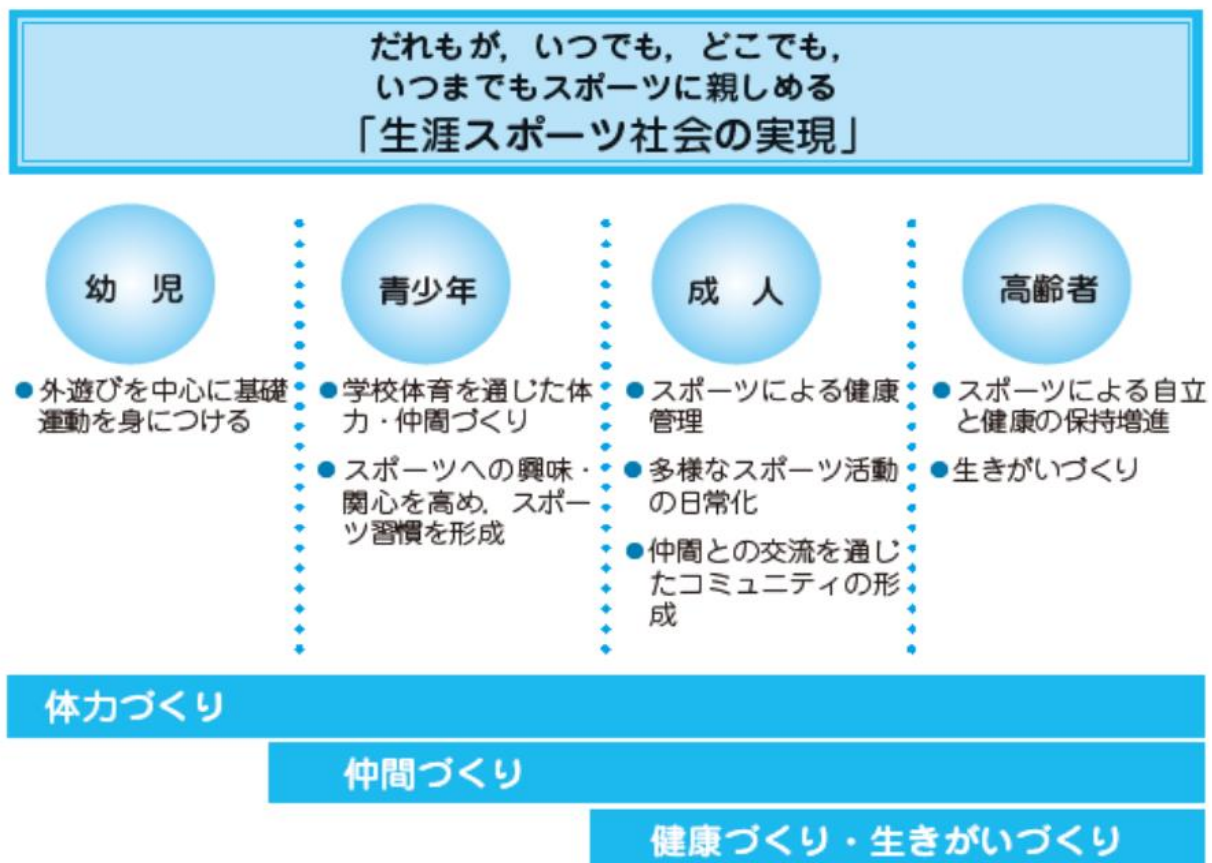 だれもが，いつでも，どこでも，
いつまでもスポーツに親しめる
「生涯スポーツ社会の実現」
幼　児
●外遊びを中心に基礎
運動を身につける
青少年
●学校体育を通じた体
力・仲間づくり
●スポーツへの興味・
関心を高め，スポー
ツ習慣を形成
成　人
●スポーツによる健康
管理
●多様なスポーツ活動
の日常化
●仲間との交流を通じ
たコミュニティの形
成
高齢者
●スポーツによる自立
と健康の保持増進
●生きがいづくり
体力づくり
仲間づくり
健康づくり・生きがいづくり